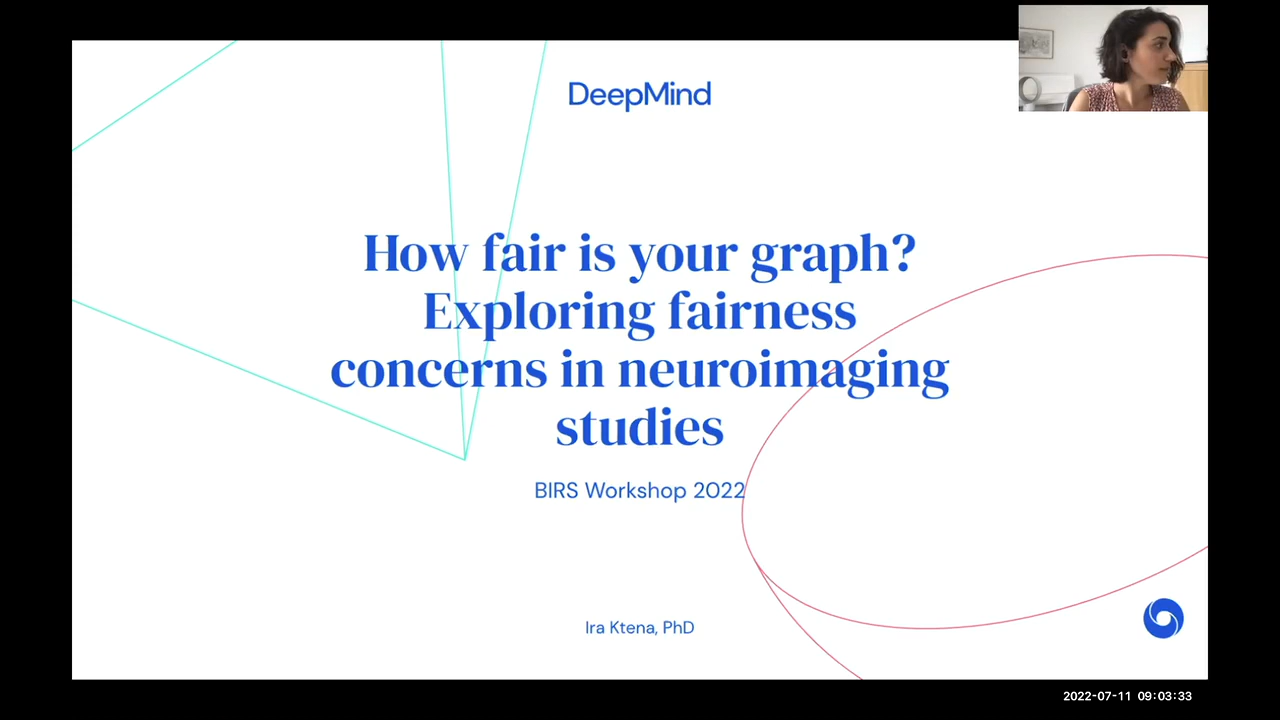 DeepMind
How fair is your graph?
Exploring fairness
concerns in neuroimaging
studies
BIRS Workshop 2022
Ira Ktena, PhD
2022-07-11 09:03:33